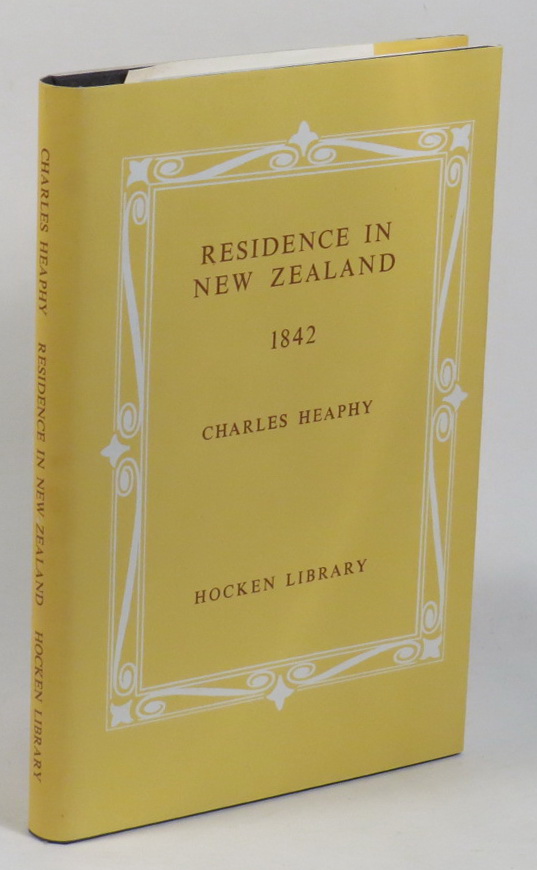 RESIDENCE IN
NEW ZEALAND
1842
CHARLES HEAPHY
HOCKEN LIBRARY
CHARLES HEAPHY RESIDENCE IN NEW ZEALAND HOCKEN LIBRARY